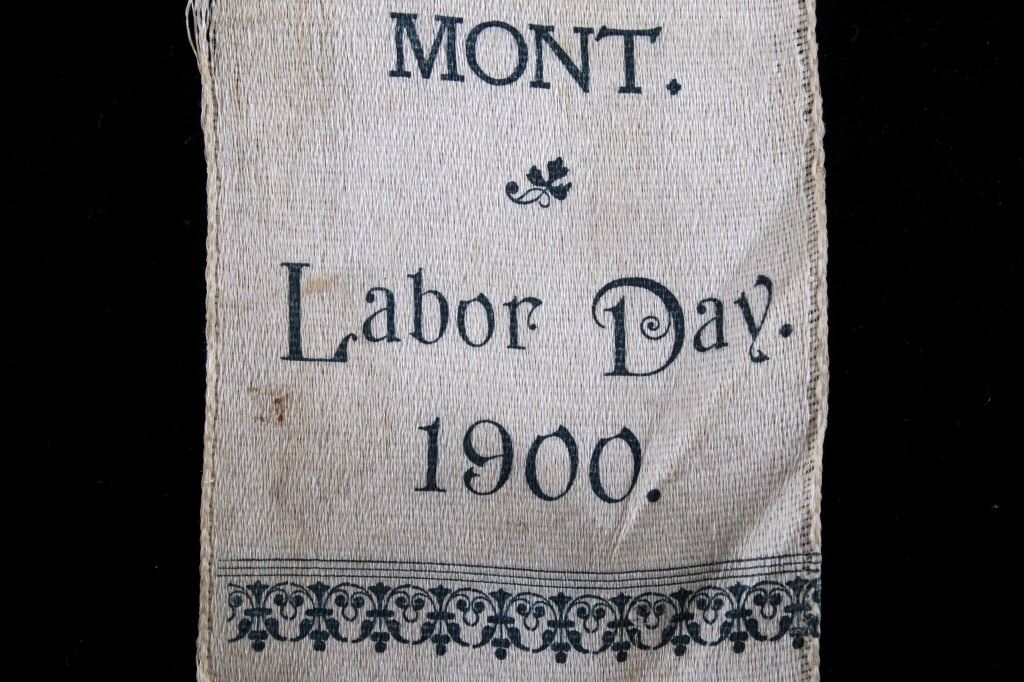 MONT.
Labor Day.
1900.